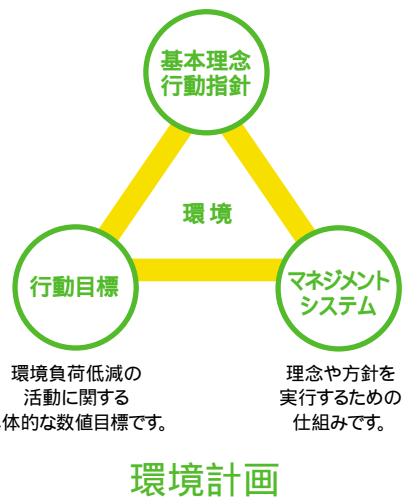 基本理念
行動指針
環境
行動目標
マネジメント
システム
環境負荷低減の
活動に関する
体的な数値目標です。
理念や方針を
実行するための
仕組みです。
環境計画